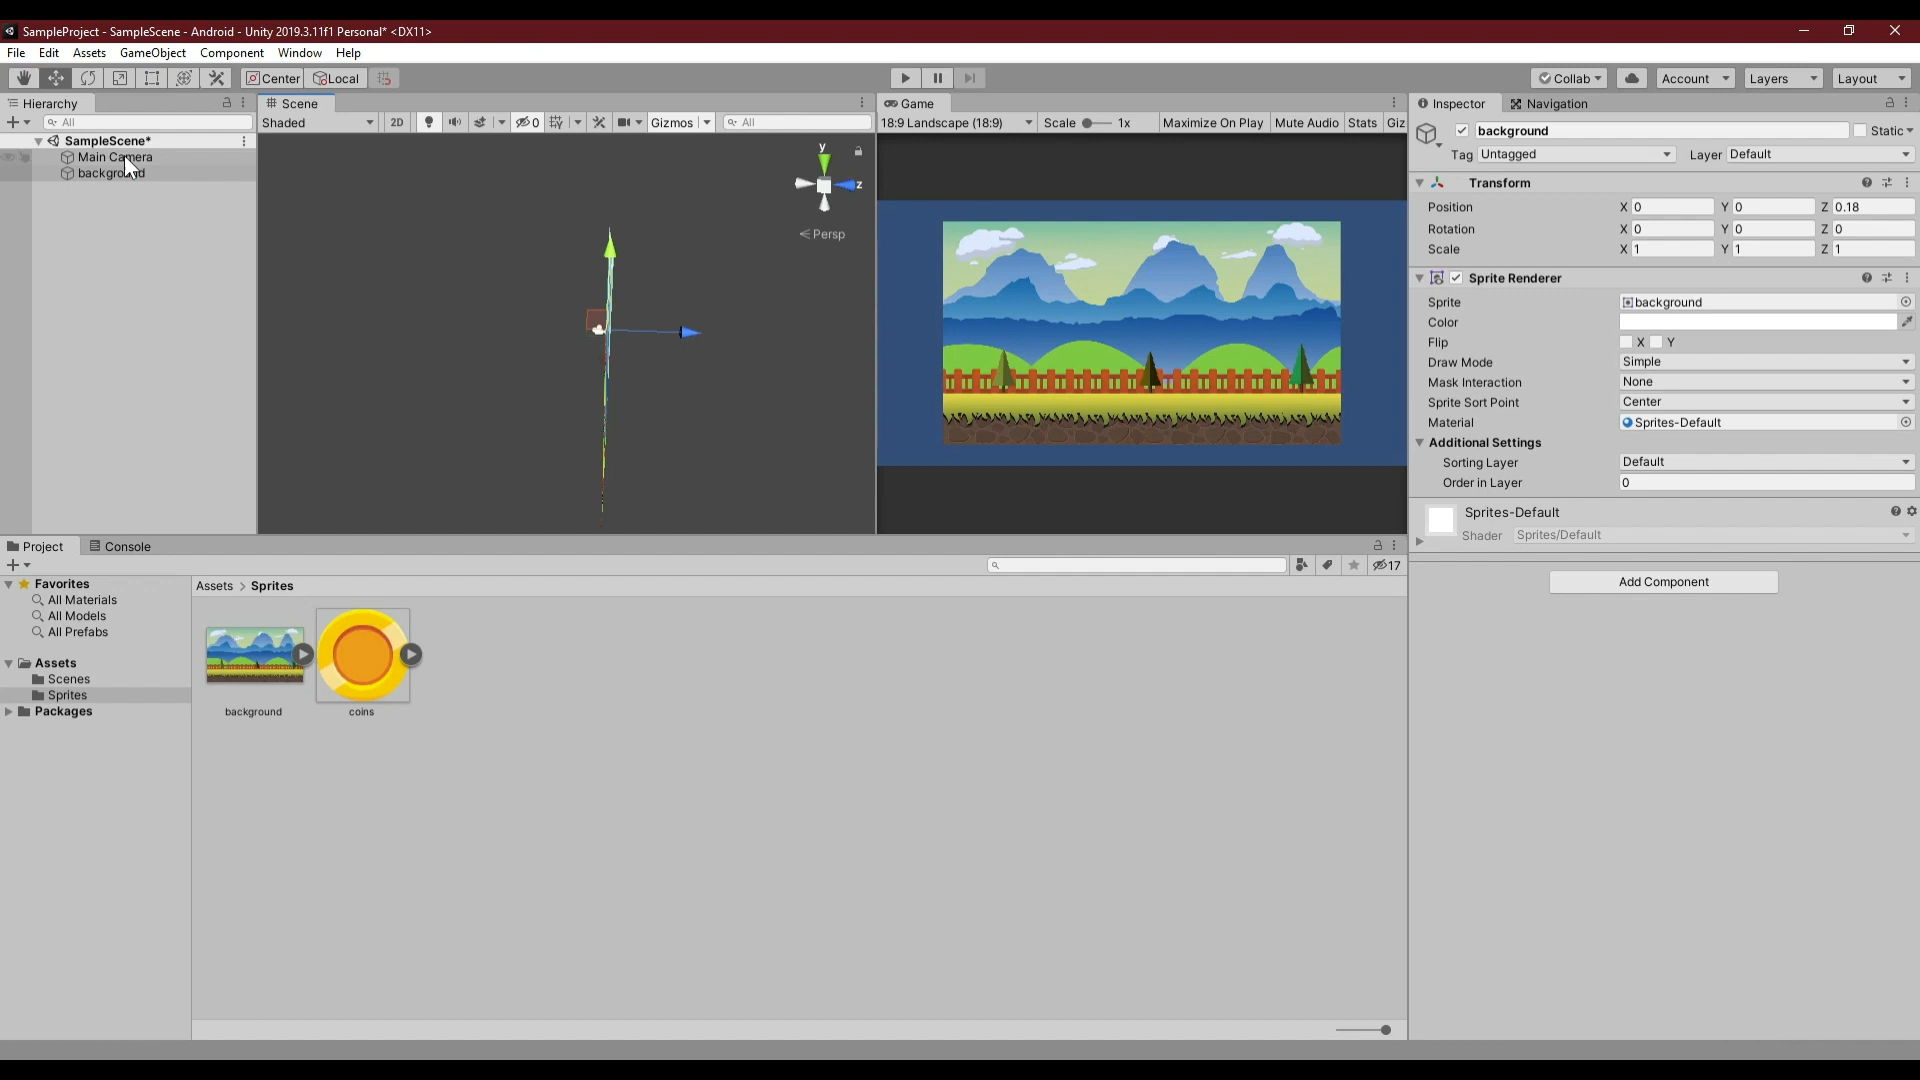 SampleProject - SampleScene - Android - Unity 2019.3.11f1 Personal* <DX11>
File Edit Assets GameObject Component Window Help
Center Local Collab Account Layers Layout
Hierarchy
All
SampleScene*
Main Camera
background
Scene
Shaded 2D 0 Gizmos All
y
z
Persp
Game
18:9 Landscape (18:9) Scale 1x Maximize On Play Mute Audio Stats Giz
Inspector Navigation
background Static
Tag Untagged Layer Default
Transform
Position X 0 Y 0 Z 0.18
Rotation X 0 Y 0 Z 0
Scale X 1 Y 1 Z 1
Sprite Renderer
Sprite background
Color
Flip X Y
Draw Mode Simple
Mask Interaction None
Sprite Sort Point Center
Material Sprites-Default
Additional Settings
Sorting Layer Default
Order in Layer 0
Sprites-Default
Shader Sprites/Default
Add Component
Project Console
17
Favorites
All Materials
All Models
All Prefabs
Assets
Scenes
Sprites
Packages
Assets > Sprites
background coins